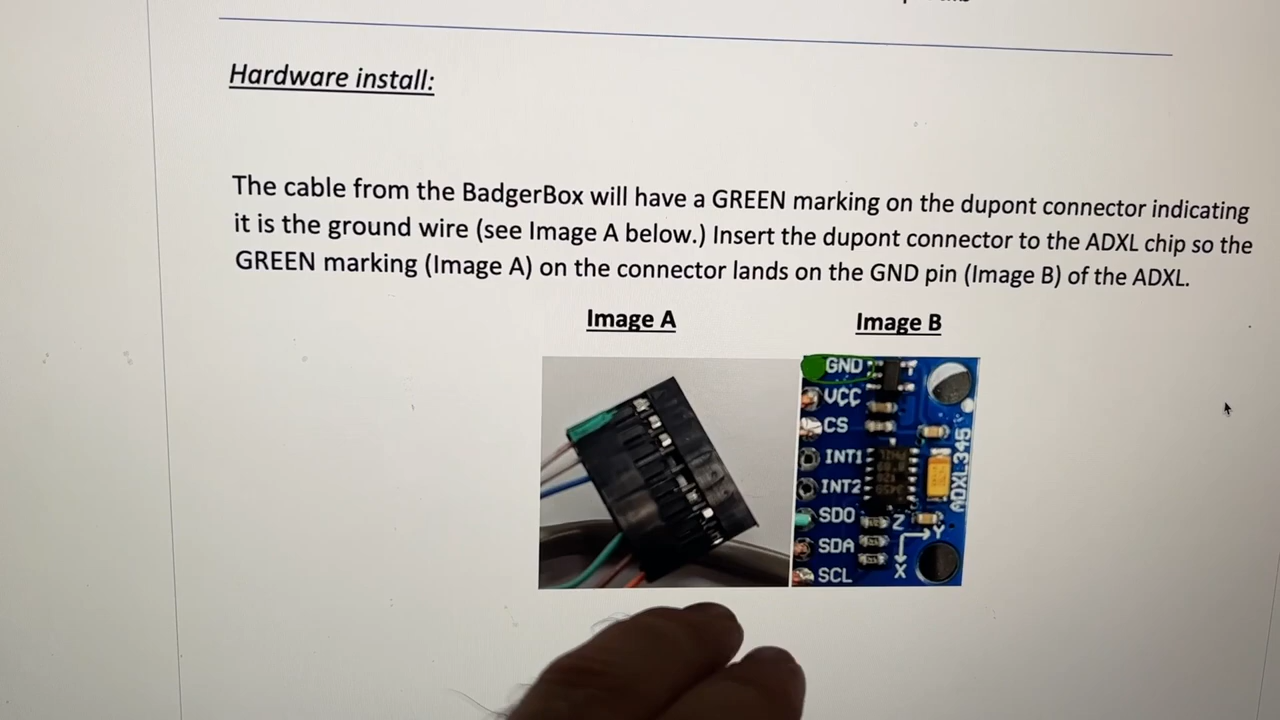 Hardware install:
The cable from the BadgerBox will have a GREEN marking on the dupont connector indicating
it is the ground wire (see Image A below.) Insert the dupont connector to the ADXL chip so the
GREEN marking (Image A) on the connector lands on the GND pin (Image B) of the ADXL.
Image A
Image B
GND
VCC
CS
INT1
INT2
SDO
SDA
SCL
ADXL345
Z
Y
X